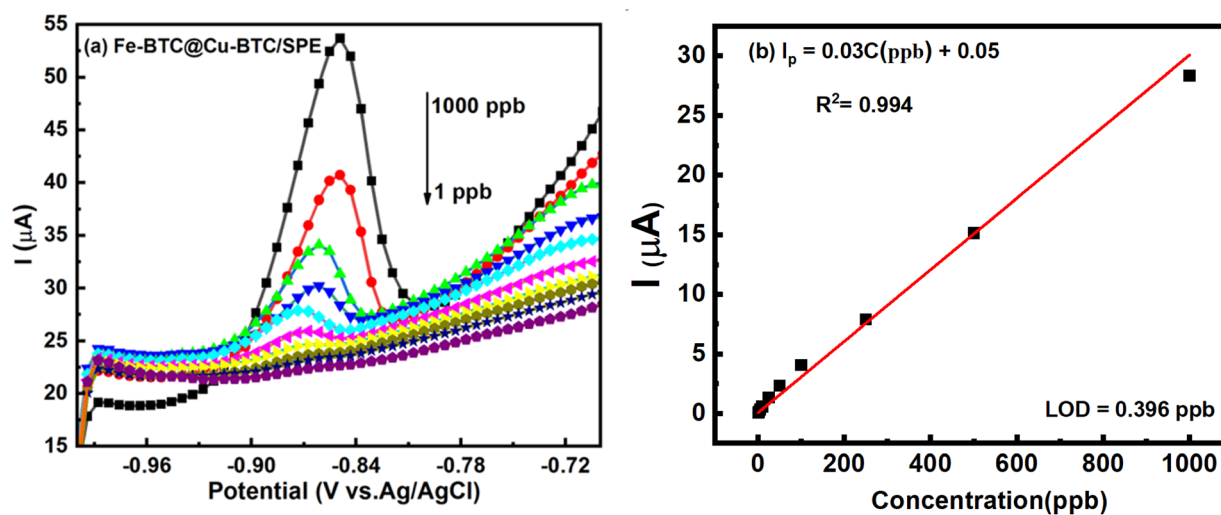 (a) Fe-BTC@Cu-BTC/SPE
1000 ppb
1 ppb
55
50
45
40
35
30
25
20
15
I (μA)
-0.96
-0.90
-0.84
-0.78
-0.72
Potential (V vs.Ag/AgCl)
(b) Iₚ = 0.03C(ppb) + 0.05
R²= 0.994
LOD = 0.396 ppb
30
25
20
15
10
5
0
I (μA)
0
200
400
600
800
1000
Concentration(ppb)